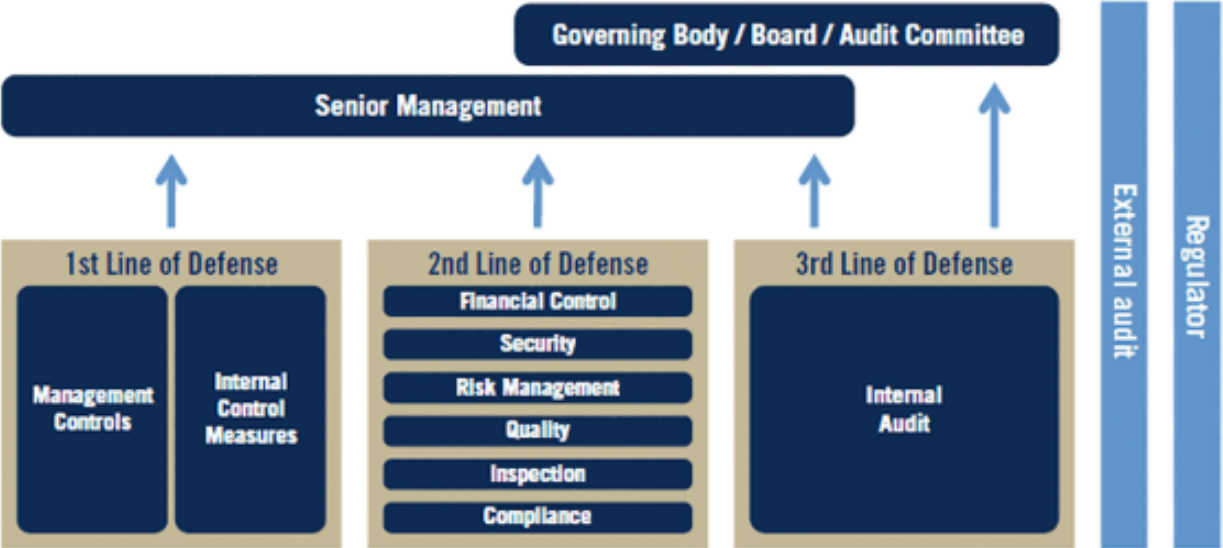 Governing Body / Board / Audit Committee
Senior Management
1st Line of Defense
Management
Controls
Internal
Control
Measures
2nd Line of Defense
Financial Control
Security
Risk Management
Quality
Inspection
Compliance
3rd Line of Defense
Internal
Audit
External audit
Regulator